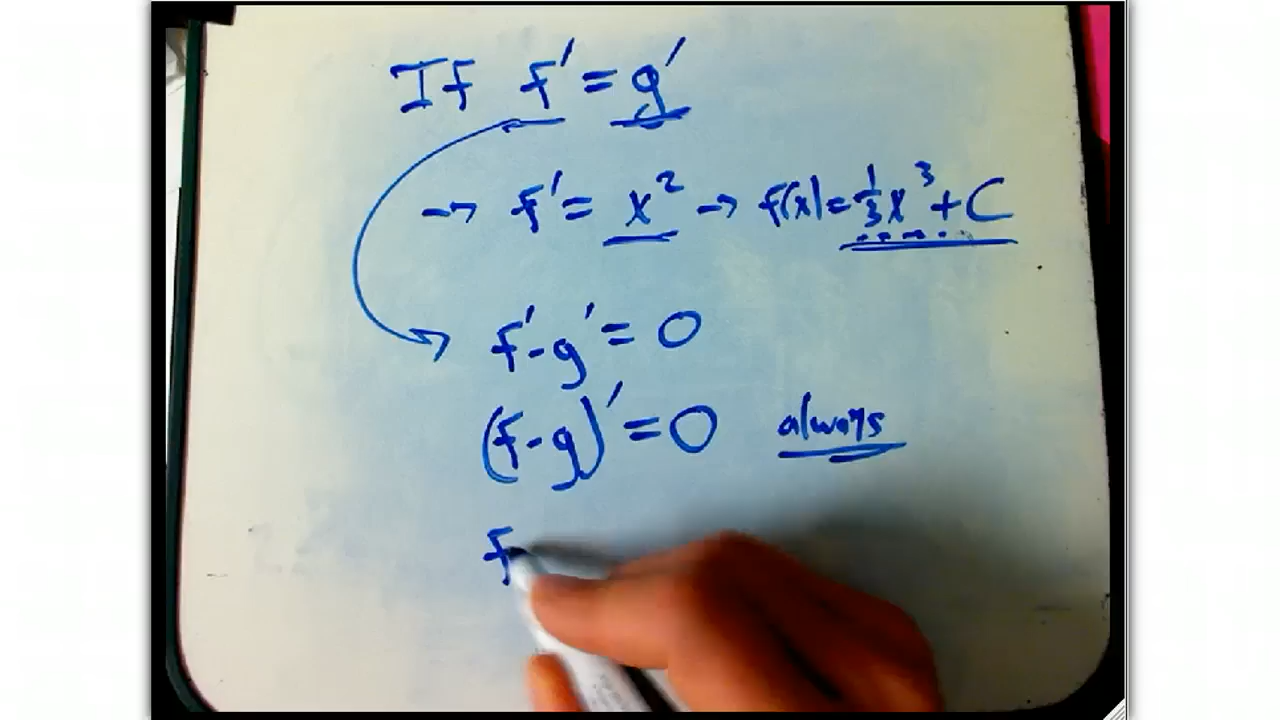 If f' = g'
→ f' = x² → f(x) = 1/3 x³ + C
f' - g' = 0
(f - g)' = 0 always
f